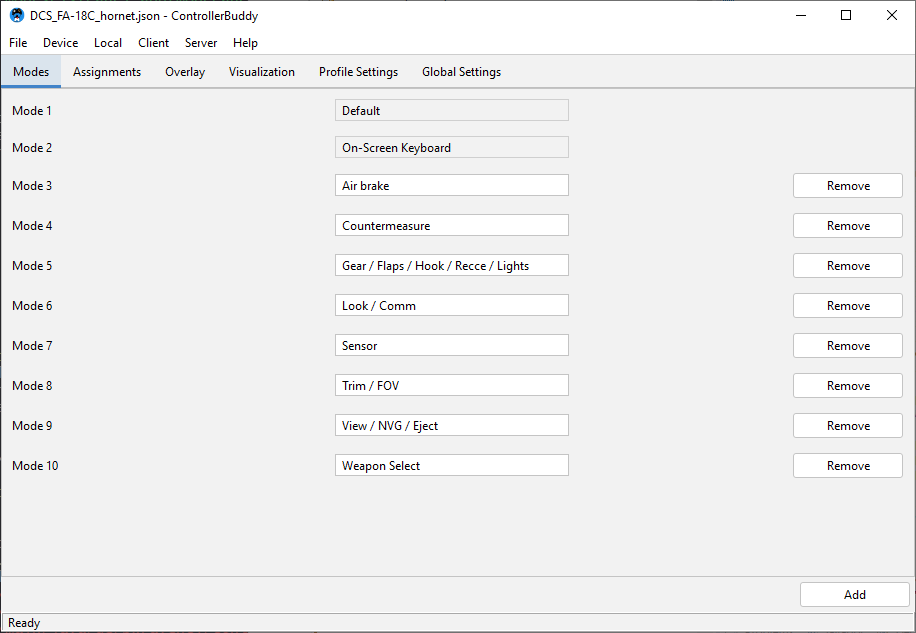 DCS_FA-18C_hornet.json - ControllerBuddy
File Device Local Client Server Help
Modes Assignments Overlay Visualization Profile Settings Global Settings
Mode 1 Default
Mode 2 On-Screen Keyboard
Mode 3 Air brake Remove
Mode 4 Countermeasure Remove
Mode 5 Gear / Flaps / Hook / Recce / Lights Remove
Mode 6 Look / Comm Remove
Mode 7 Sensor Remove
Mode 8 Trim / FOV Remove
Mode 9 View / NVG / Eject Remove
Mode 10 Weapon Select Remove
Add
Ready